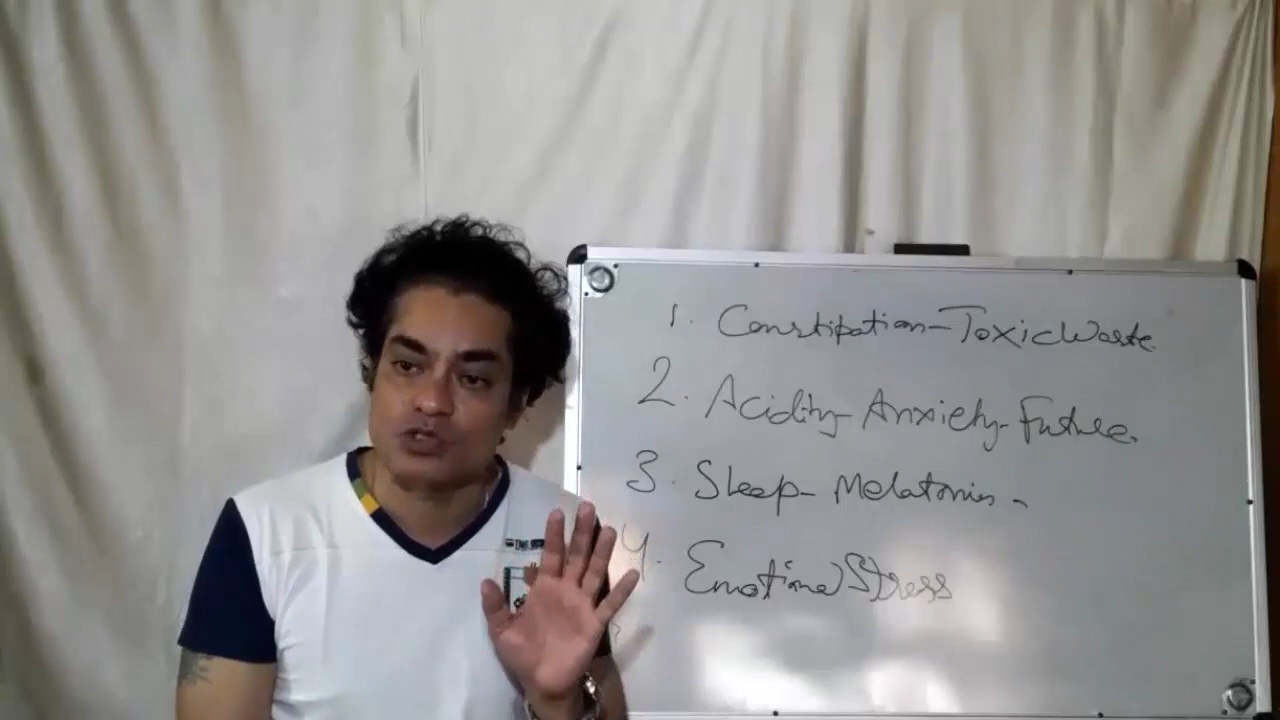 1. Constipation-Toxic Waste.
2. Acidity-Anxiety-Future.
3. Sleep-Melatonin-
4. Emotional Stress